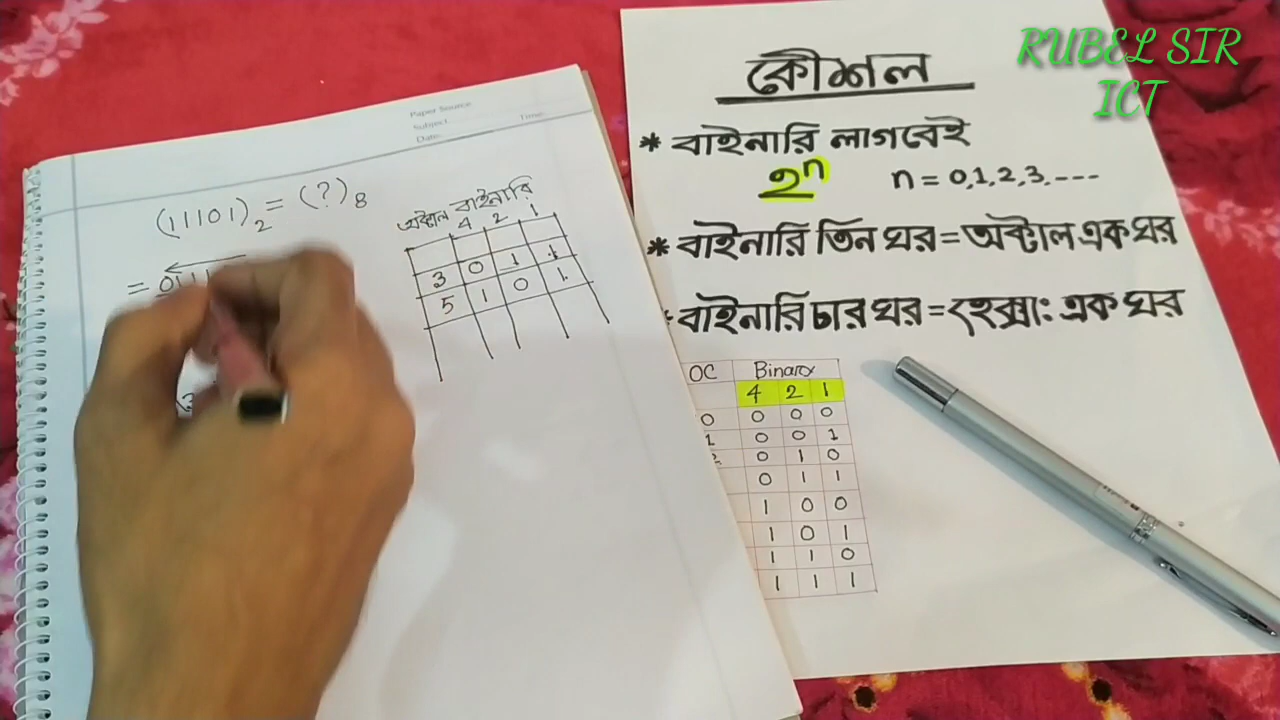 Paper Source
Subject
Date
Time
(11101)₂ = (?)₈
= 011
অক্টাল বাইনারি
4 2 1
3 0 1 1
5 1 0 1
RUBEL SIR
ICT
কৌশল
* বাইনারি লাগবেই
2ⁿ n = 0,1,2,3,---
* বাইনারি তিন ঘর = অক্টাল এক ঘর
* বাইনারি চার ঘর = হেক্সাঃ এক ঘর
OC Binary
4 2 1
0 0 0 0
1 0 0 1
2 0 1 0
0 1 1
1 0 0
1 0 1
1 1 0
1 1 1